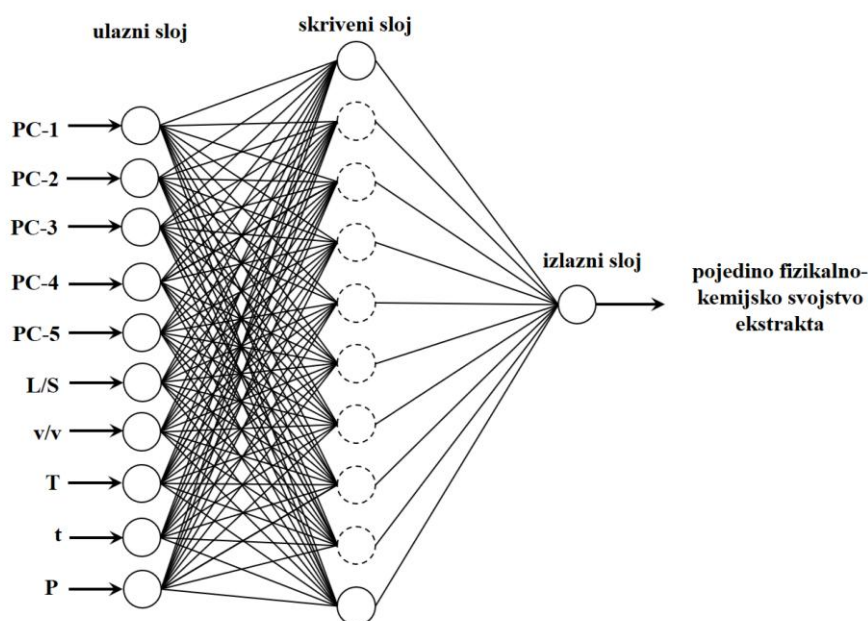 ulazni sloj
skriveni sloj
PC-1
PC-2
PC-3
PC-4
PC-5
L/S
v/v
T
t
P
izlazni sloj
pojedino fizikalno-
kemijsko svojstvo
ekstrakta